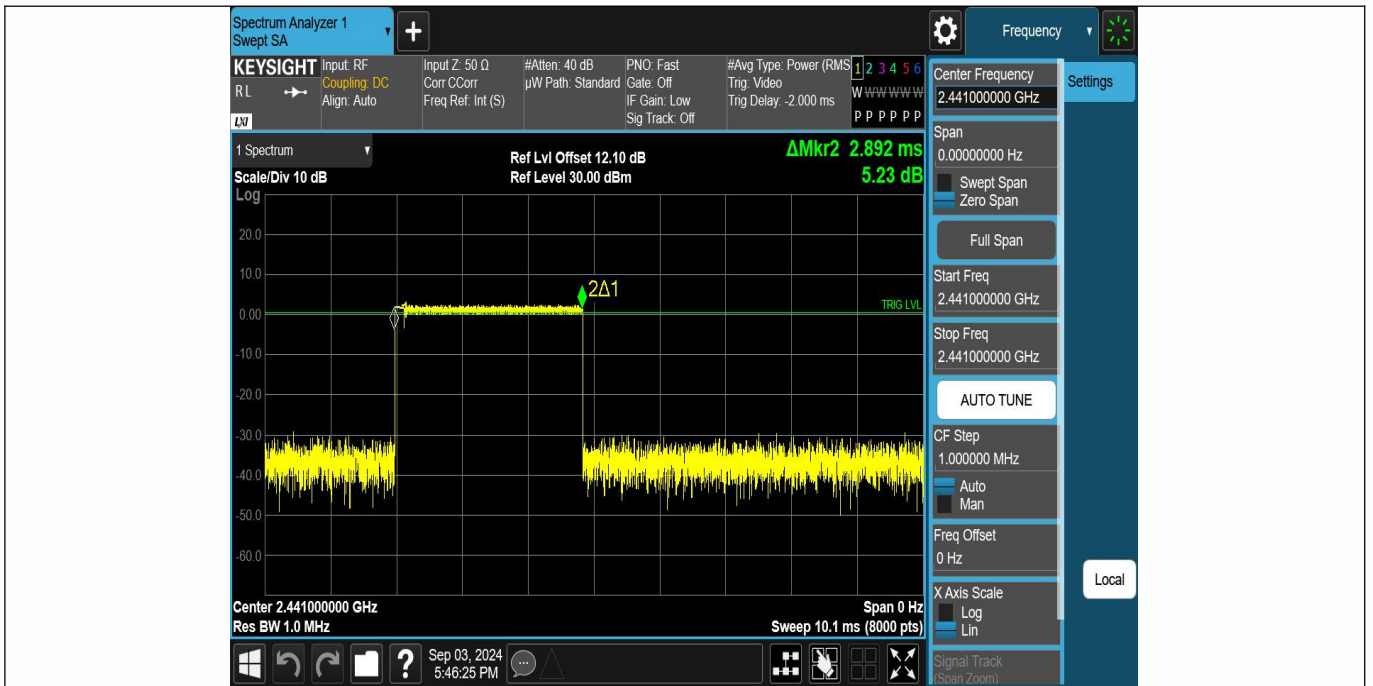 Spectrum Analyzer 1
Swept SA
Frequency
KEYSIGHT
RL
LXI
Input: RF
Coupling: DC
Align: Auto
Input Z: 50 Ω
Corr CCorr
Freq Ref: Int (S)
#Atten: 40 dB
µW Path: Standard
PNO: Fast
Gate: Off
IF Gain: Low
Sig Track: Off
#Avg Type: Power (RMS
Trig: Video
Trig Delay: -2.000 ms
1 2 3 4 5 6
W W W W W W
P P P P P P
1 Spectrum
Scale/Div 10 dB
Log
Ref Lvl Offset 12.10 dB
Ref Level 30.00 dBm
ΔMkr2 2.892 ms
5.23 dB
20.0
10.0
0.00
-10.0
-20.0
-30.0
-40.0
-50.0
-60.0
2Δ1
TRIG LVL
Center 2.441000000 GHz
Res BW 1.0 MHz
Span 0 Hz
Sweep 10.1 ms (8000 pts)
Sep 03, 2024
5:46:25 PM
Center Frequency
2.441000000 GHz
Settings
Span
0.00000000 Hz
Swept Span
Zero Span
Full Span
Start Freq
2.441000000 GHz
Stop Freq
2.441000000 GHz
AUTO TUNE
CF Step
1.000000 MHz
Auto
Man
Freq Offset
0 Hz
X Axis Scale
Log
Lin
Local
Signal Track
(Span Zoom)